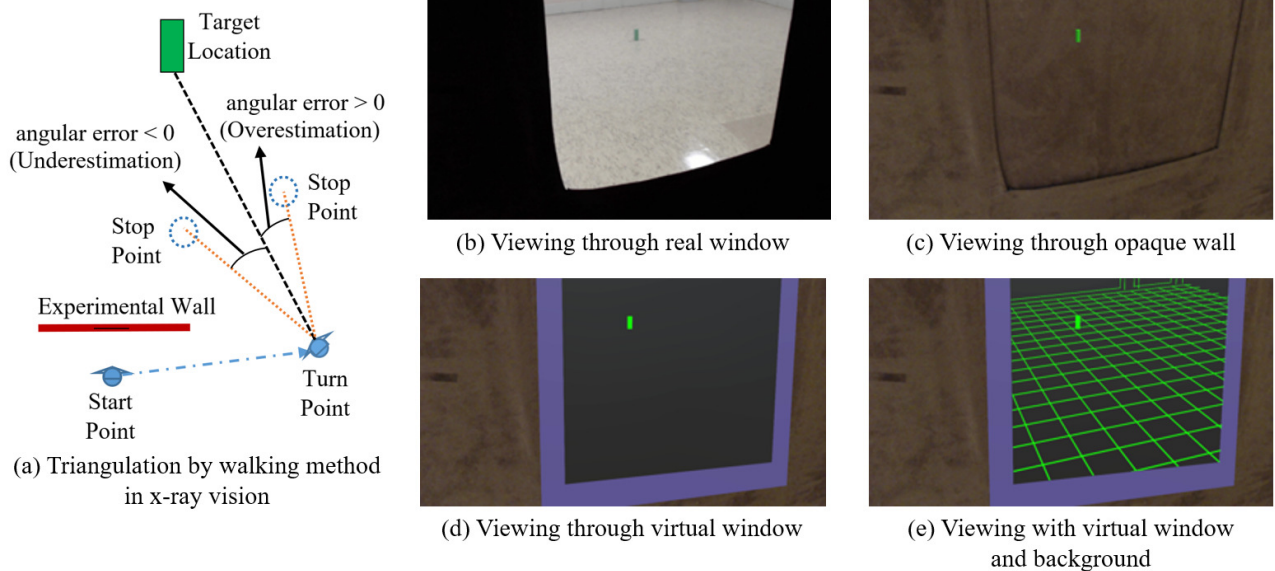 Target
Location
angular error > 0
(Overestimation)
angular error < 0
(Underestimation)
Stop
Point
Stop
Point
Experimental Wall
Start
Point
Turn
Point
(a) Triangulation by walking method
in x-ray vision
(b) Viewing through real window
(c) Viewing through opaque wall
(d) Viewing through virtual window
(e) Viewing with virtual window
and background